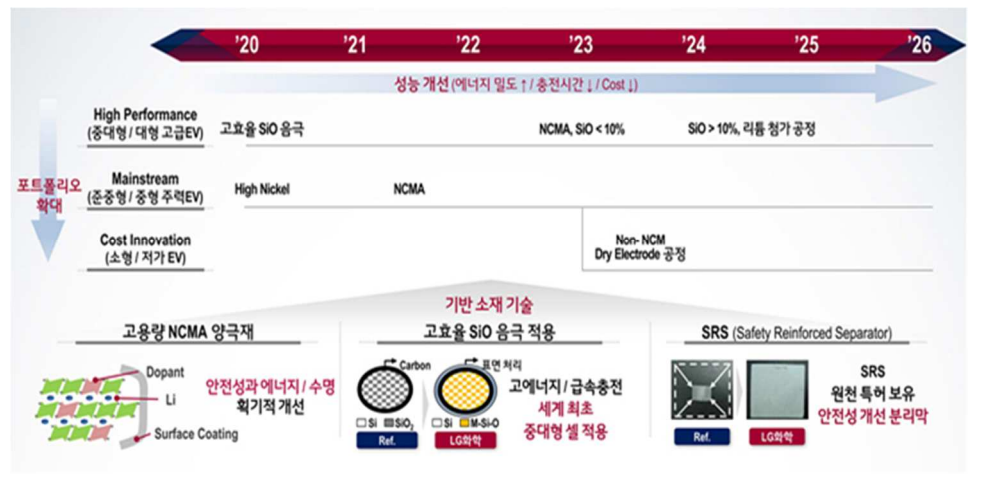 '20 '21 '22 '23 '24 '25 '26
성능 개선 (에너지 밀도 ↑ / 충전시간 ↓ / Cost ↓)
포트폴리오
확대
High Performance
(중대형 / 대형 고급EV)
고효율 SiO 음극
NCMA, SiO < 10%
SiO > 10%, 리튬 첨가 공정
Mainstream
(준중형 / 중형 주력EV)
High Nickel
NCMA
Cost Innovation
(소형 / 저가 EV)
Non- NCM
Dry Electrode 공정
기반 소재 기술
고용량 NCMA 양극재
Dopant
Li
Surface Coating
안전성과 에너지 / 수명
획기적 개선
고효율 SiO 음극 적용
Carbon
표면 처리
Si SiO₂
Si M-Si-O
Ref.
LG화학
고에너지 / 급속충전
세계 최초
중대형 셀 적용
SRS (Safety Reinforced Separator)
Ref.
LG화학
SRS
원천 특허 보유
안전성 개선 분리막